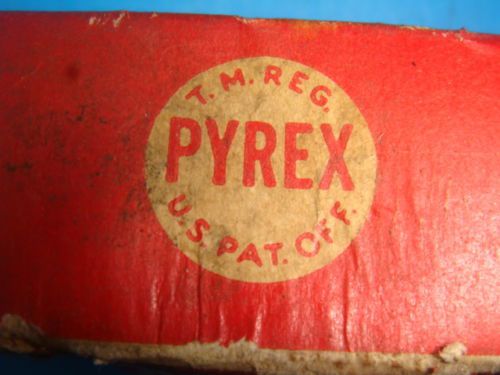 T. M. REG.
PYREX
U.S. PAT. OFF.